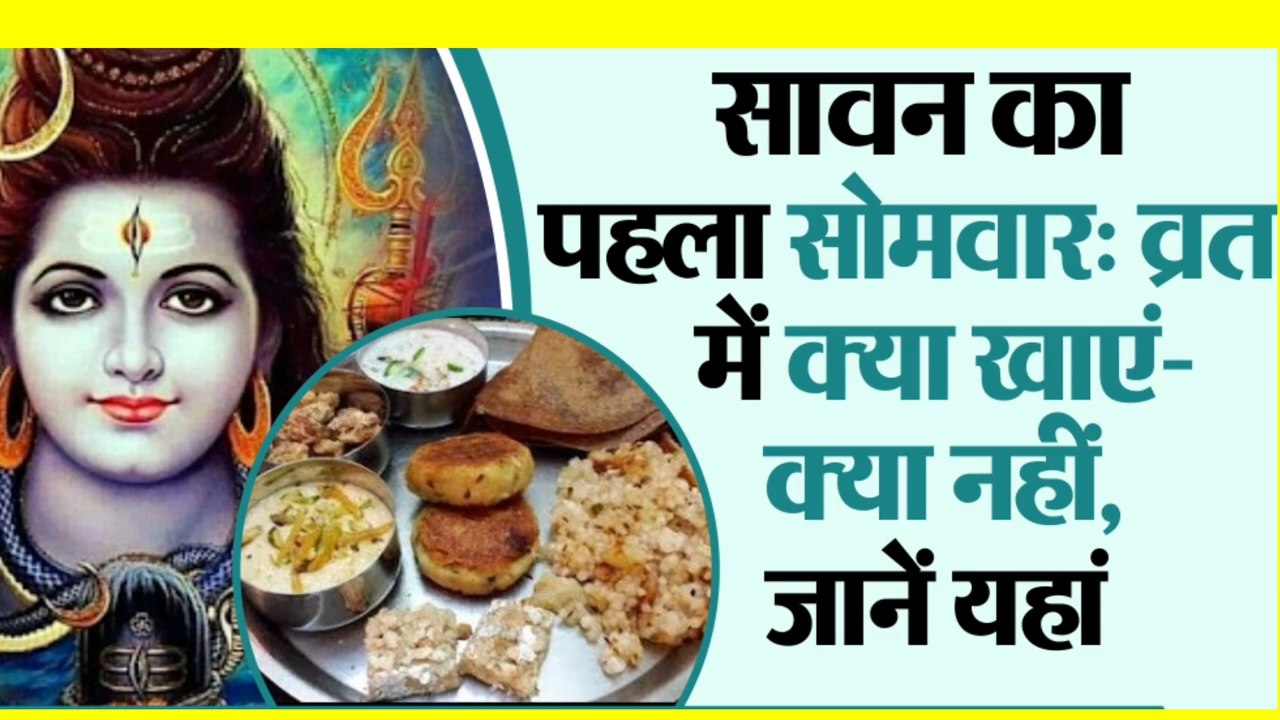 सावन का
पहला सोमवार: व्रत
में क्या खाएं-
क्या नहीं,
जानें यहां